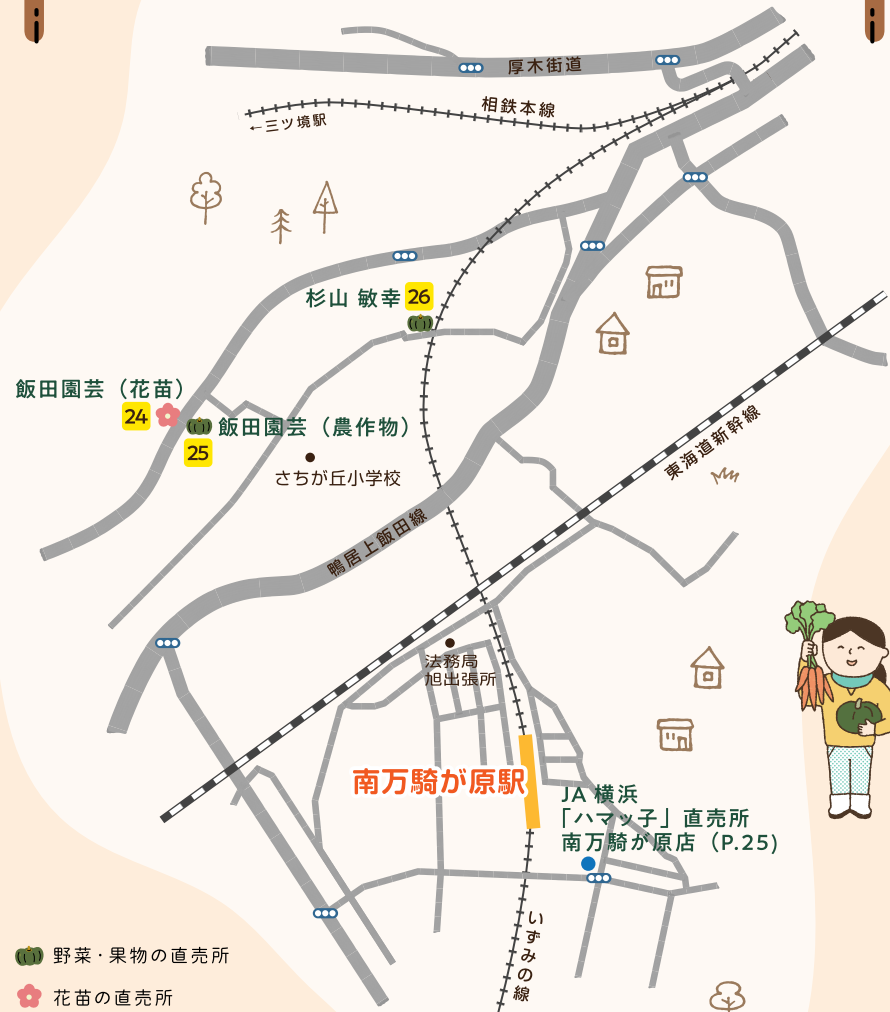 厚木街道
相鉄本線
←三ツ境駅
杉山 敏幸 26
飯田園芸（花苗）
24
飯田園芸（農作物）
25
さちが丘小学校
東海道新幹線
鴨居上飯田線
法務局
旭出張所
南万騎が原駅
JA 横浜
「ハマッ子」直売所
南万騎が原店（P.25)
いずみの線
野菜・果物の直売所
花苗の直売所